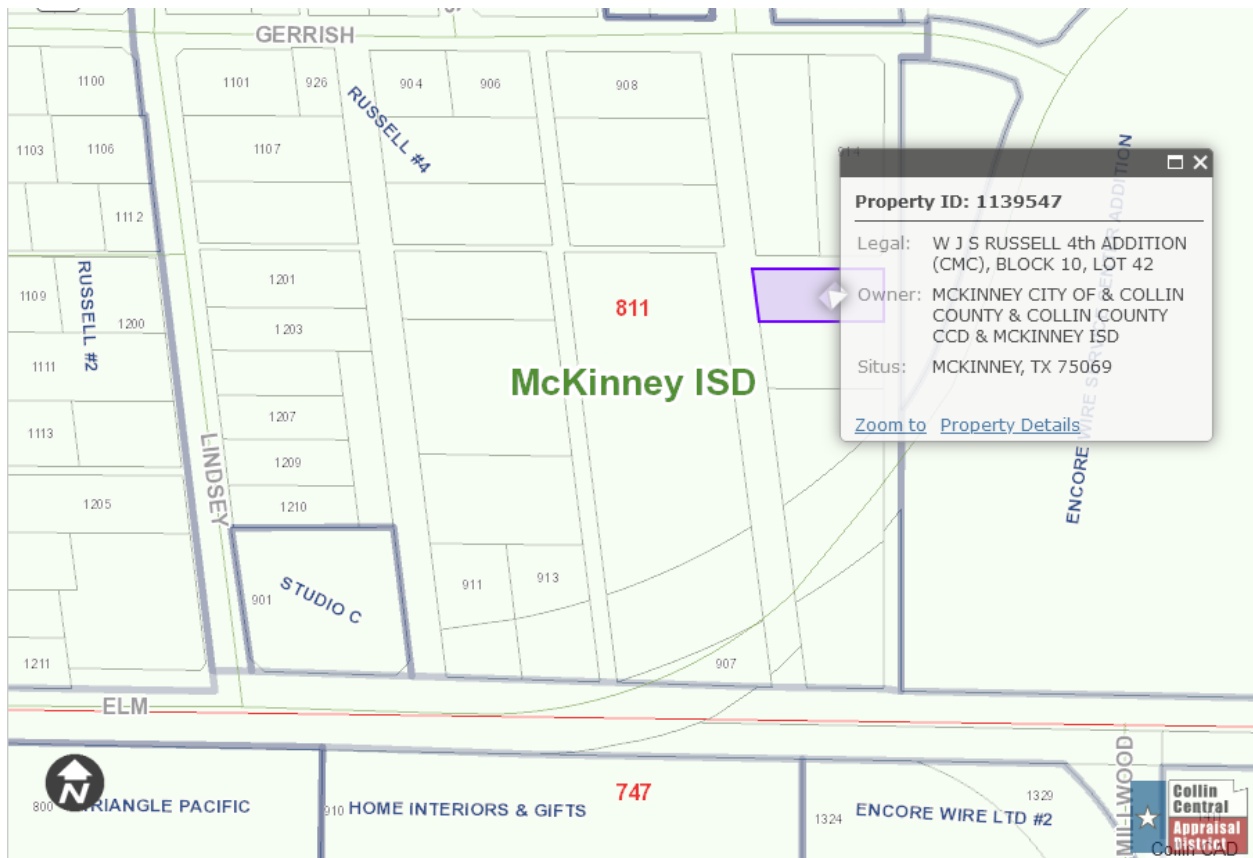 GERRISH
1100
1101
926
904
906
908
RUSSELL #4
1103
1106
1107
1112
ENCORE WIRE SERVICE CENTER ADDITION
Property ID: 1139547
Legal: W J S RUSSELL 4th ADDITION
(CMC), BLOCK 10, LOT 42
Owner: MCKINNEY CITY OF & COLLIN
COUNTY & COLLIN COUNTY
CCD & MCKINNEY ISD
Situs: MCKINNEY, TX 75069
Zoom to Property Details
1109
RUSSELL #2
1200
1201
1203
811
1111
McKinney ISD
1113
1207
LINDSEY
1209
1205
1210
901
STUDIO C
911
913
1211
907
ELM
N
800
TRIANGLE PACIFIC
910
HOME INTERIORS & GIFTS
747
1324
ENCORE WIRE LTD #2
1329
MILLWOOD
Collin
Central
Appraisal
District
Collin CAD